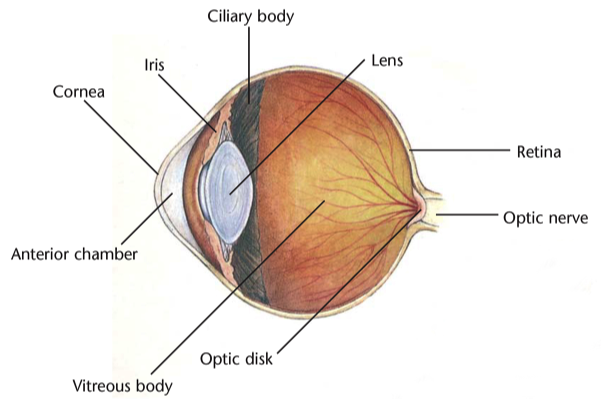 Ciliary body
Iris
Lens
Cornea
Retina
Optic nerve
Anterior chamber
Optic disk
Vitreous body